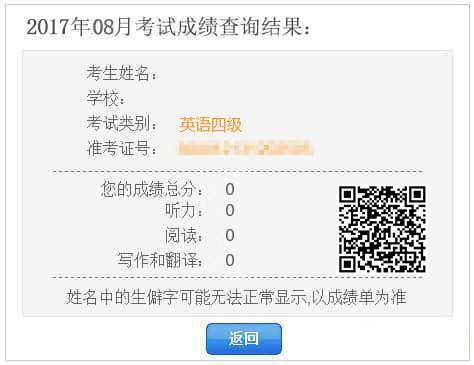 2017年08月考试成绩查询结果：
考生姓名：
学校：
考试类别： 英语四级
准考证号：
您的成绩总分： 0
听力： 0
阅读： 0
写作和翻译： 0
姓名中的生僻字可能无法正常显示,以成绩单为准
返回